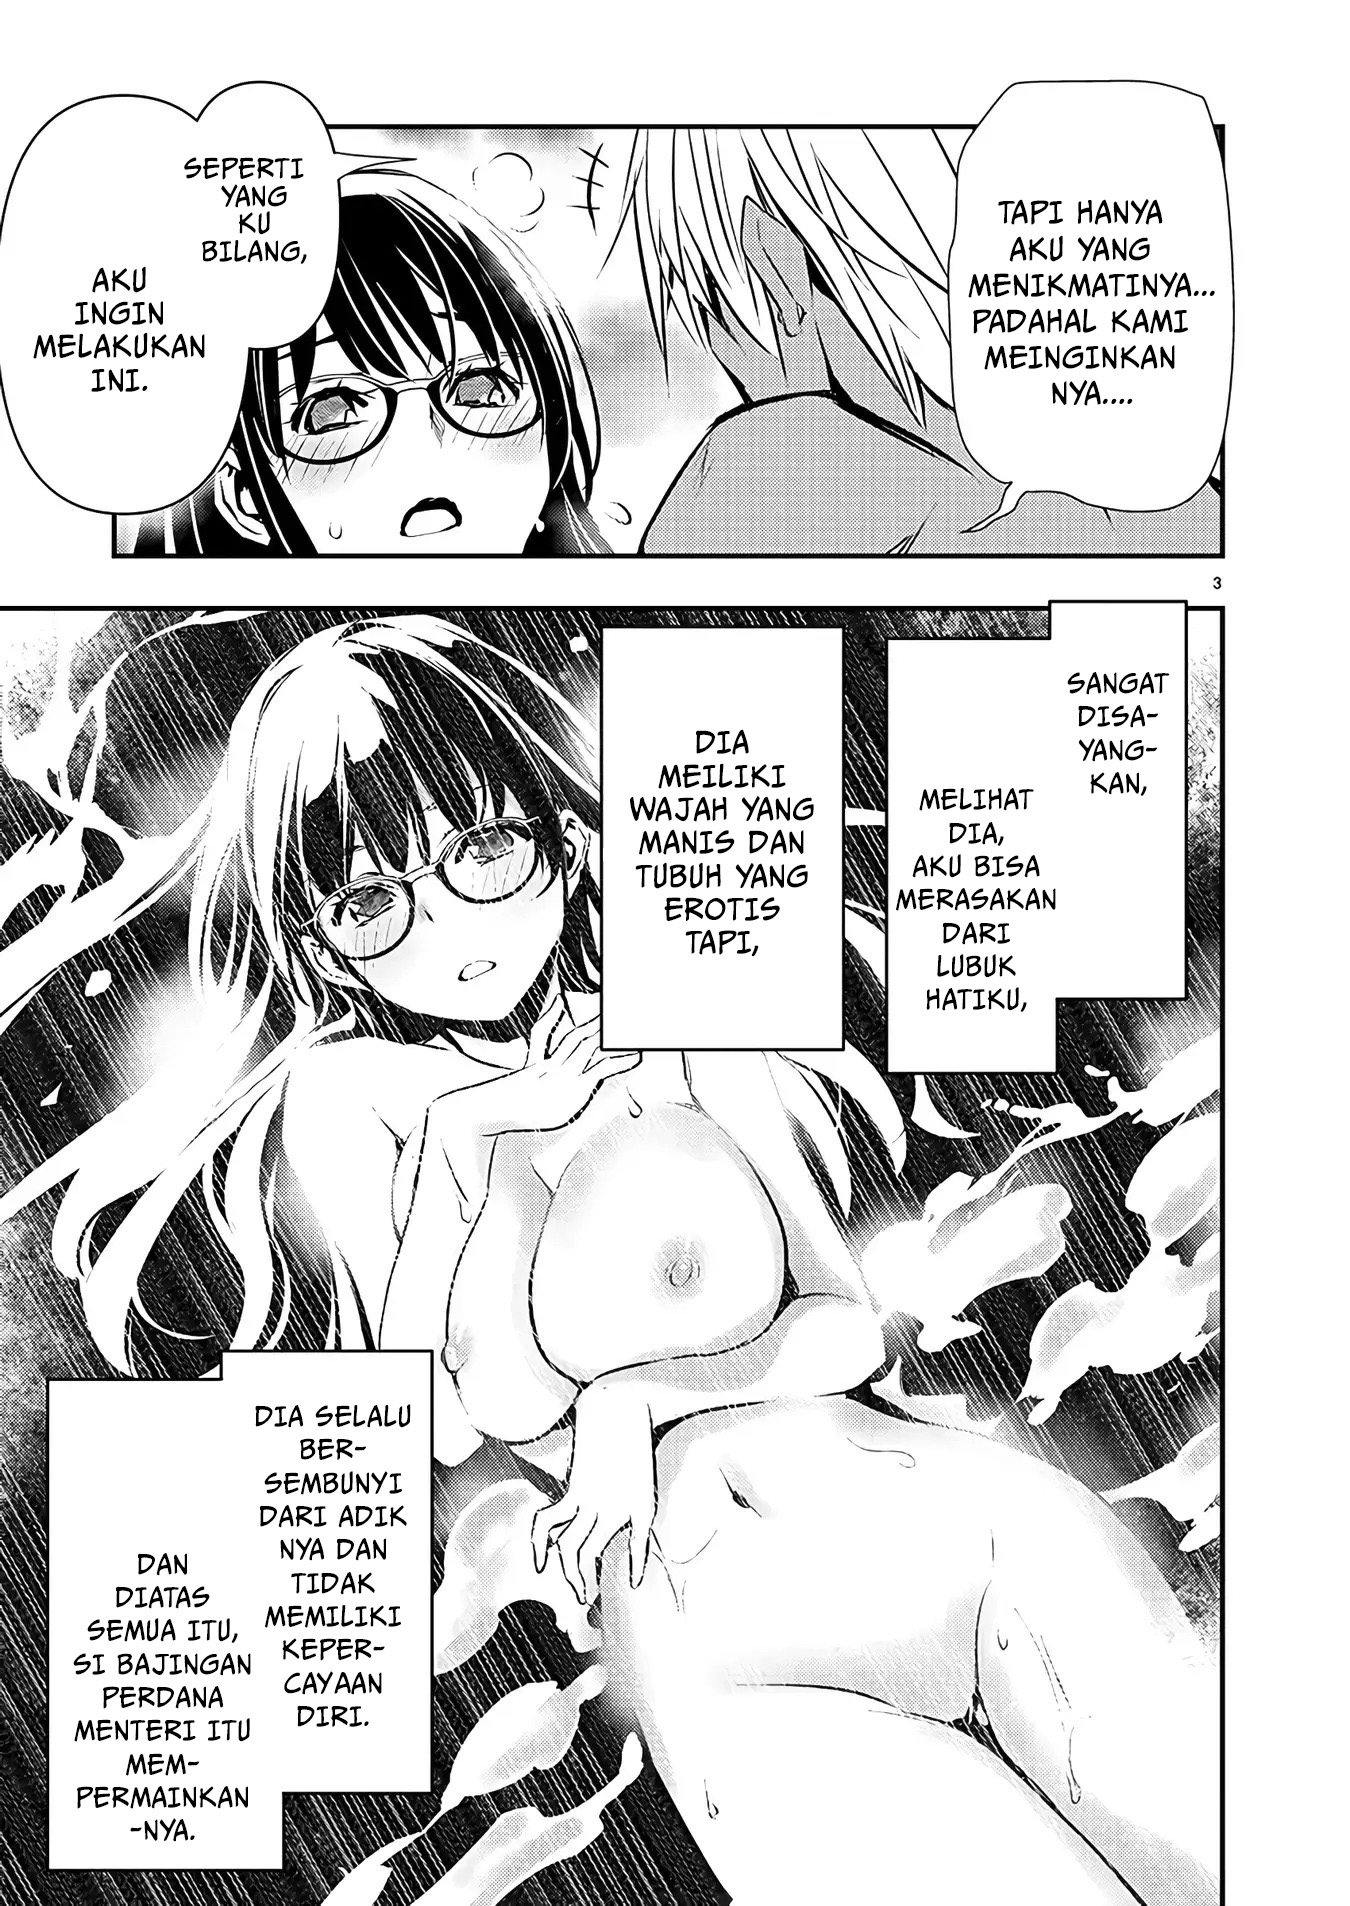 TAPI HANYA
AKU YANG
MENIKMATINYA...
PADAHAL KAMI
MEINGINKAN
NYA....
SEPERTI
YANG
KU
BILANG,
AKU
INGIN
MELAKUKAN
INI.
3
SANGAT
DISA-
YANG-
KAN,
MELIHAT
DIA,
AKU BISA
MERASAKAN
DARI
LUBUK
HATIKU,
DIA
MEILIKI
WAJAH YANG
MANIS DAN
TUBUH YANG
EROTIS
TAPI,
DIA SELALU
BER-
SEMBUNYI
DARI ADIK
NYA DAN
TIDAK
MEMILIKI
KEPER-
CAYAAN
DIRI.
DAN
DIATAS
SEMUA ITU,
SI BAJINGAN
PERDANA
MENTERI ITU
MEM-
PERMAINKAN
-NYA.